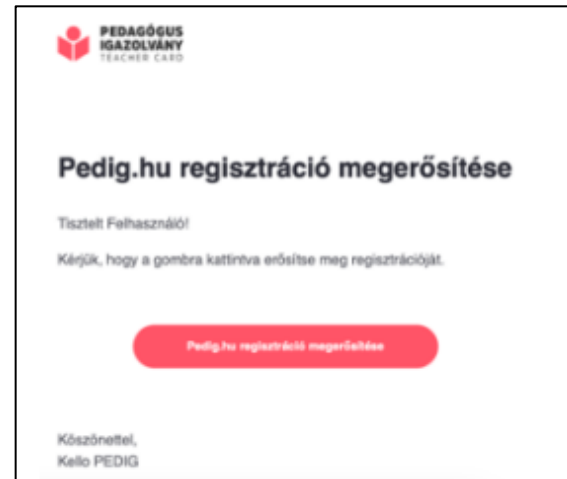 PEDAGÓGUS
IGAZOLVÁNY
TEACHER CARD
Pedig.hu regisztráció megerősítése
Tisztelt Felhasználó!
Kérjük, hogy a gombra kattintva erősítse meg regisztrációját.
Pedig.hu regisztráció megerősítése
Köszönettel,
Kello PEDIG